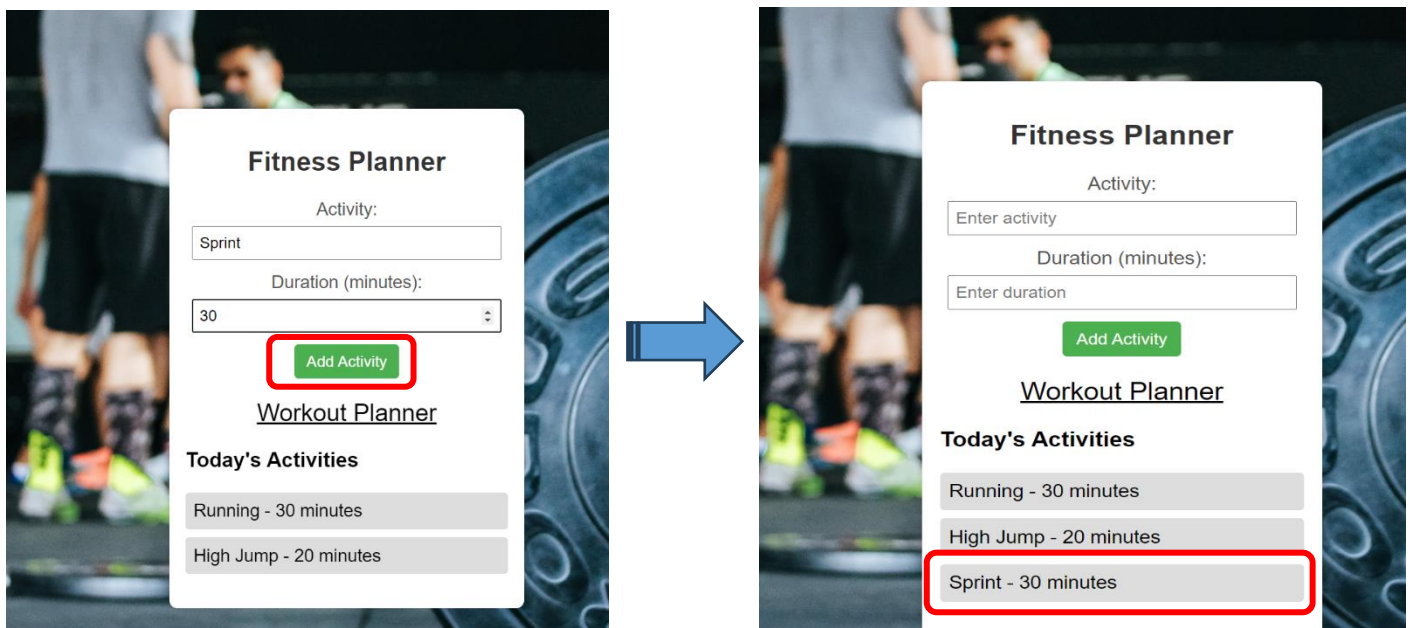 Fitness Planner
Activity:
Sprint
Duration (minutes):
30
Add Activity
Workout Planner
Today's Activities
Running - 30 minutes
High Jump - 20 minutes
Fitness Planner
Activity:
Enter activity
Duration (minutes):
Enter duration
Add Activity
Workout Planner
Today's Activities
Running - 30 minutes
High Jump - 20 minutes
Sprint - 30 minutes